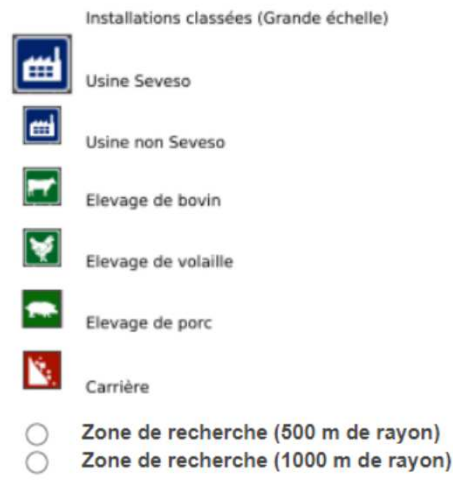 Installations classées (Grande échelle)
Usine Seveso
Usine non Seveso
Elevage de bovin
Elevage de volaille
Elevage de porc
Carrière
Zone de recherche (500 m de rayon)
Zone de recherche (1000 m de rayon)